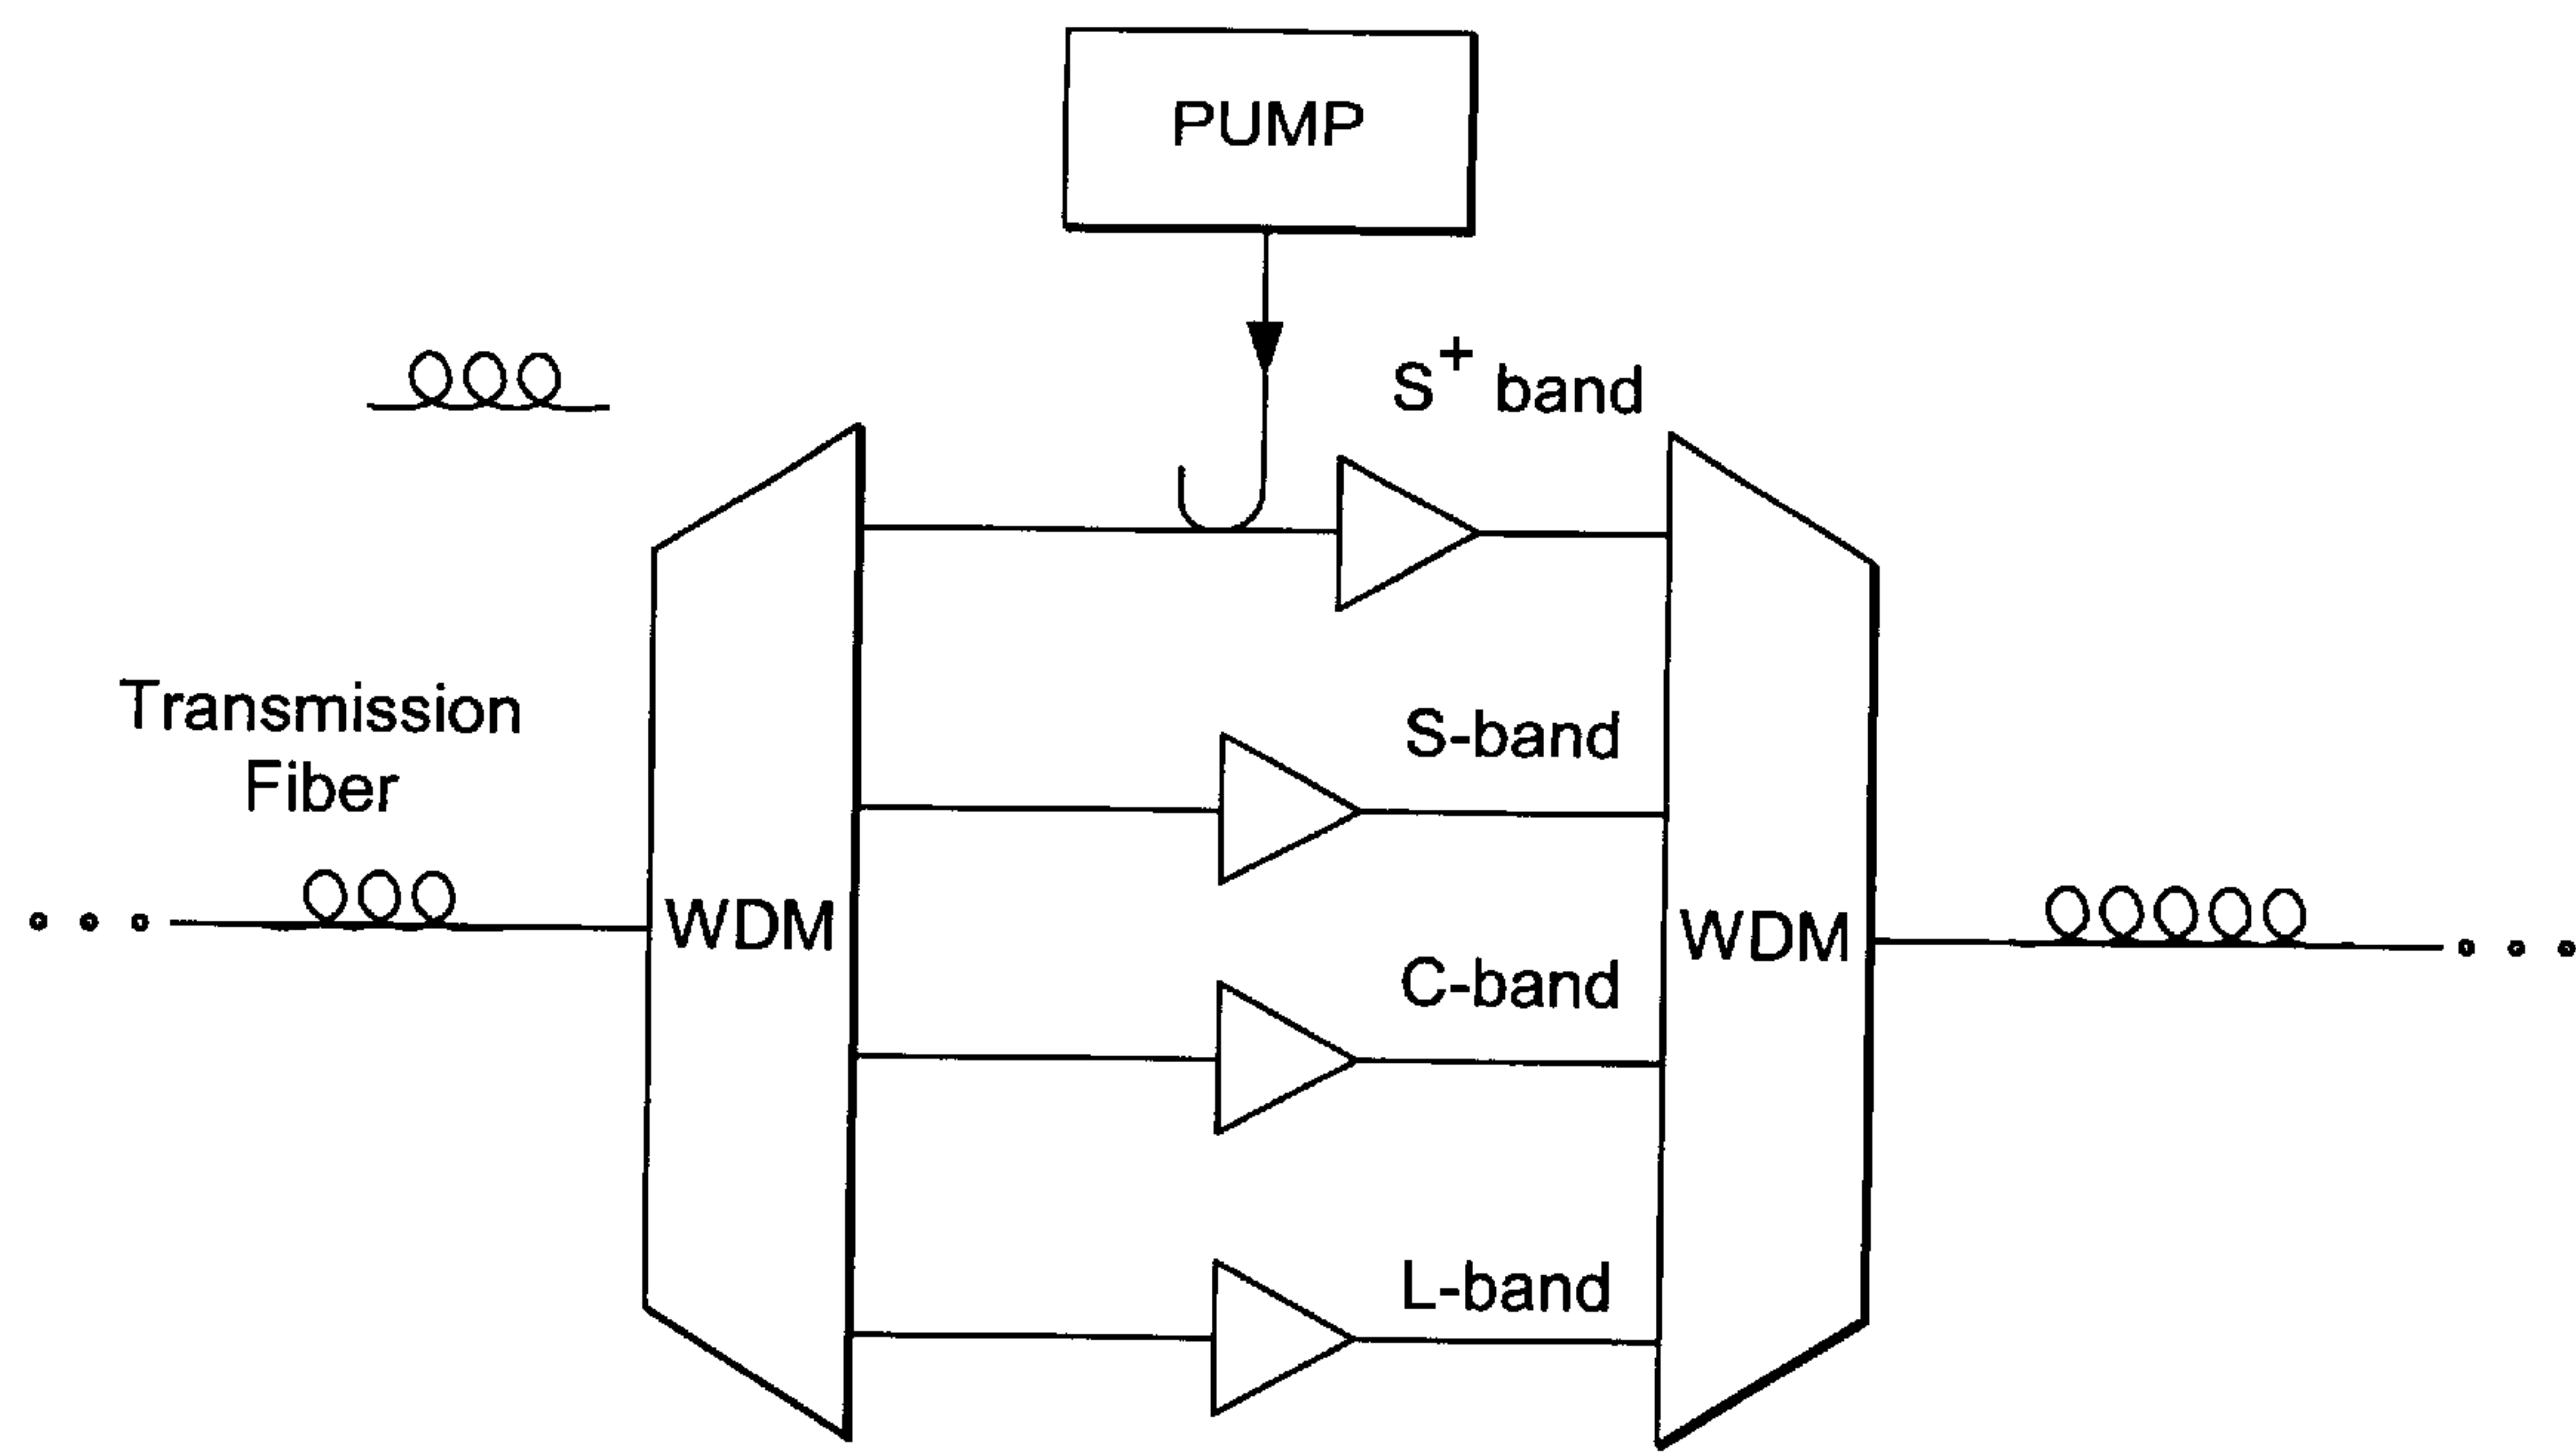 PUMP
S+ band
Transmission
Fiber
S-band
WDM
WDM
C-band
L-band